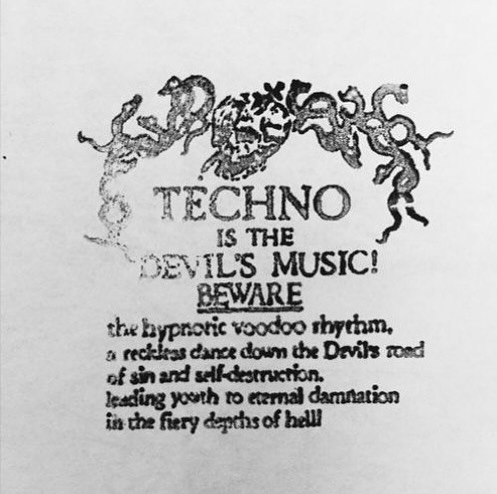 TECHNO
IS THE
DEVIL'S MUSIC!
BEWARE
the hypnotic voodoo rhythm,
a reckless dance down the Devil's road
of sin and self-destruction,
leading youth to eternal damnation
in the fiery depths of hell!